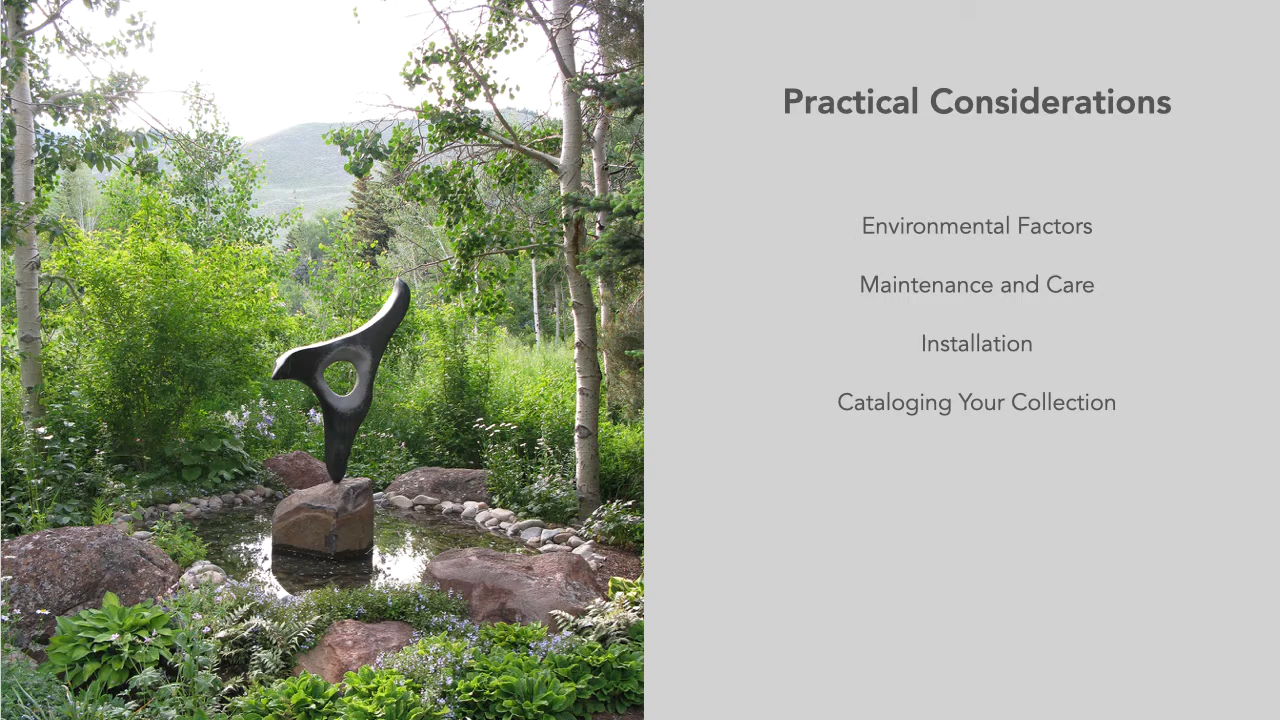 Practical Considerations
Environmental Factors
Maintenance and Care
Installation
Cataloging Your Collection